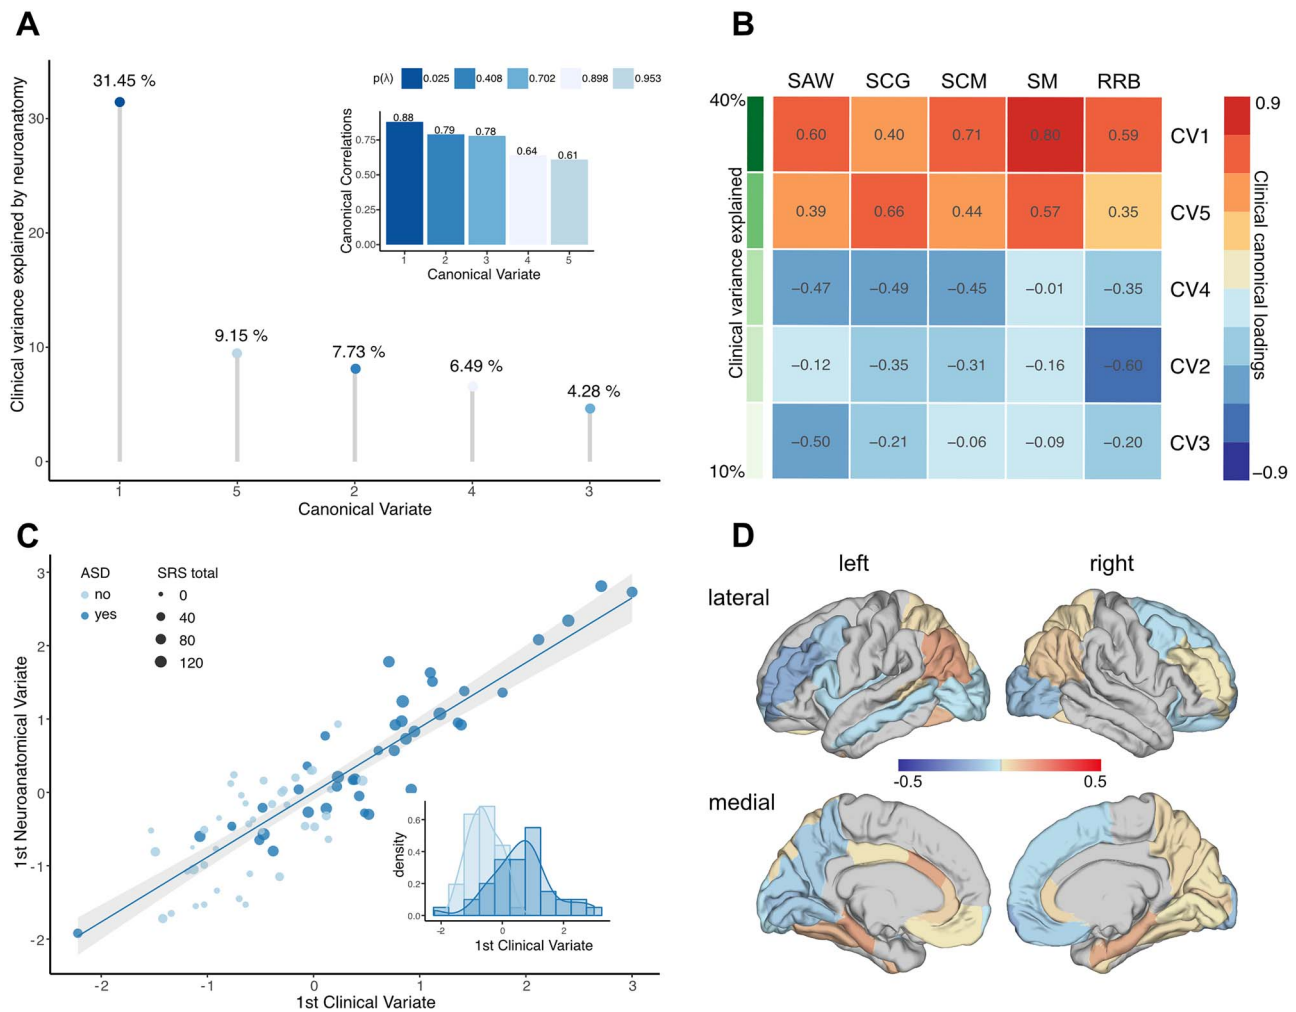 A
Clinical variance explained by neuroanatomy
30
20
10
0
31.45 %
9.15 %
7.73 %
6.49 %
4.28 %
1 5 2 4 3
Canonical Variate
p(λ) 0.025 0.408 0.702 0.898 0.953
Canonical Correlations
0.75
0.50
0.25
0.00
0.88 0.79 0.78 0.64 0.61
1 2 3 4 5
Canonical Variate
B
SAW SCG SCM SM RRB
40%
10%
Clinical variance explained
0.60 0.40 0.71 0.80 0.59 CV1
0.39 0.66 0.44 0.57 0.35 CV5
−0.47 −0.49 −0.45 −0.01 −0.35 CV4
−0.12 −0.35 −0.31 −0.16 −0.60 CV2
−0.50 −0.21 −0.06 −0.09 −0.20 CV3
0.9
−0.9
Clinical canonical loadings
C
1st Neuroanatomical Variate
3
2
1
0
-1
-2
ASD
no
yes
SRS total
0
40
80
120
-2 -1 0 1 2 3
1st Clinical Variate
density
0.6
0.4
0.2
0.0
-2 0 2
1st Clinical Variate
D
left right
lateral
-0.5 0.5
medial